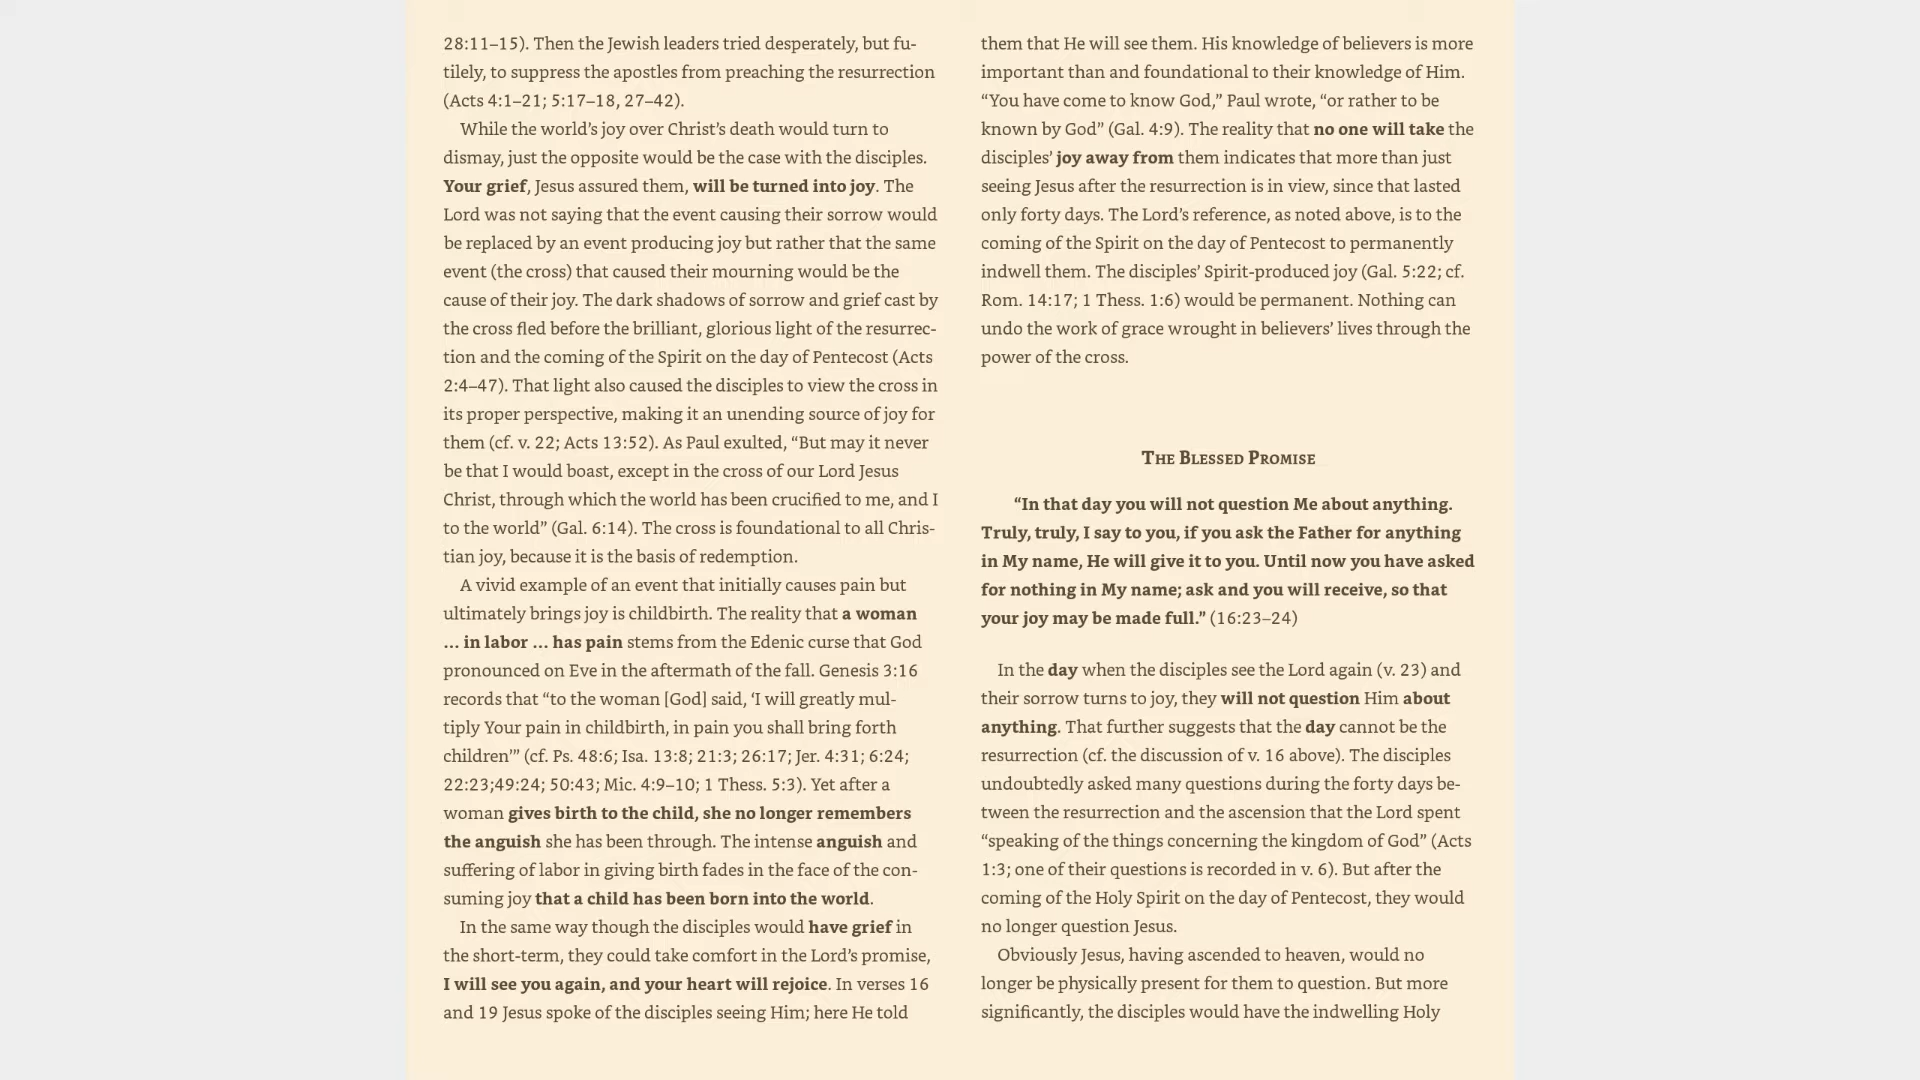 28:11–15). Then the Jewish leaders tried desperately, but fu-
tilely, to suppress the apostles from preaching the resurrection
(Acts 4:1–21; 5:17–18, 27–42).
While the world’s joy over Christ’s death would turn to
dismay, just the opposite would be the case with the disciples.
Your grief, Jesus assured them, will be turned into joy. The
Lord was not saying that the event causing their sorrow would
be replaced by an event producing joy but rather that the same
event (the cross) that caused their mourning would be the
cause of their joy. The dark shadows of sorrow and grief cast by
the cross fled before the brilliant, glorious light of the resurrec-
tion and the coming of the Spirit on the day of Pentecost (Acts
2:4–47). That light also caused the disciples to view the cross in
its proper perspective, making it an unending source of joy for
them (cf. v. 22; Acts 13:52). As Paul exulted, “But may it never
be that I would boast, except in the cross of our Lord Jesus
Christ, through which the world has been crucified to me, and I
to the world” (Gal. 6:14). The cross is foundational to all Chris-
tian joy, because it is the basis of redemption.
A vivid example of an event that initially causes pain but
ultimately brings joy is childbirth. The reality that a woman
… in labor … has pain stems from the Edenic curse that God
pronounced on Eve in the aftermath of the fall. Genesis 3:16
records that “to the woman [God] said, ‘I will greatly mul-
tiply Your pain in childbirth, in pain you shall bring forth
children’” (cf. Ps. 48:6; Isa. 13:8; 21:3; 26:17; Jer. 4:31; 6:24;
22:23;49:24; 50:43; Mic. 4:9–10; 1 Thess. 5:3). Yet after a
woman gives birth to the child, she no longer remembers
the anguish she has been through. The intense anguish and
suffering of labor in giving birth fades in the face of the con-
suming joy that a child has been born into the world.
In the same way though the disciples would have grief in
the short-term, they could take comfort in the Lord’s promise,
I will see you again, and your heart will rejoice. In verses 16
and 19 Jesus spoke of the disciples seeing Him; here He told
them that He will see them. His knowledge of believers is more
important than and foundational to their knowledge of Him.
“You have come to know God,” Paul wrote, “or rather to be
known by God” (Gal. 4:9). The reality that no one will take the
disciples’ joy away from them indicates that more than just
seeing Jesus after the resurrection is in view, since that lasted
only forty days. The Lord’s reference, as noted above, is to the
coming of the Spirit on the day of Pentecost to permanently
indwell them. The disciples’ Spirit-produced joy (Gal. 5:22; cf.
Rom. 14:17; 1 Thess. 1:6) would be permanent. Nothing can
undo the work of grace wrought in believers’ lives through the
power of the cross.
The Blessed Promise
“In that day you will not question Me about anything.
Truly, truly, I say to you, if you ask the Father for anything
in My name, He will give it to you. Until now you have asked
for nothing in My name; ask and you will receive, so that
your joy may be made full.” (16:23–24)
In the day when the disciples see the Lord again (v. 23) and
their sorrow turns to joy, they will not question Him about
anything. That further suggests that the day cannot be the
resurrection (cf. the discussion of v. 16 above). The disciples
undoubtedly asked many questions during the forty days be-
tween the resurrection and the ascension that the Lord spent
“speaking of the things concerning the kingdom of God” (Acts
1:3; one of their questions is recorded in v. 6). But after the
coming of the Holy Spirit on the day of Pentecost, they would
no longer question Jesus.
Obviously Jesus, having ascended to heaven, would no
longer be physically present for them to question. But more
significantly, the disciples would have the indwelling Holy